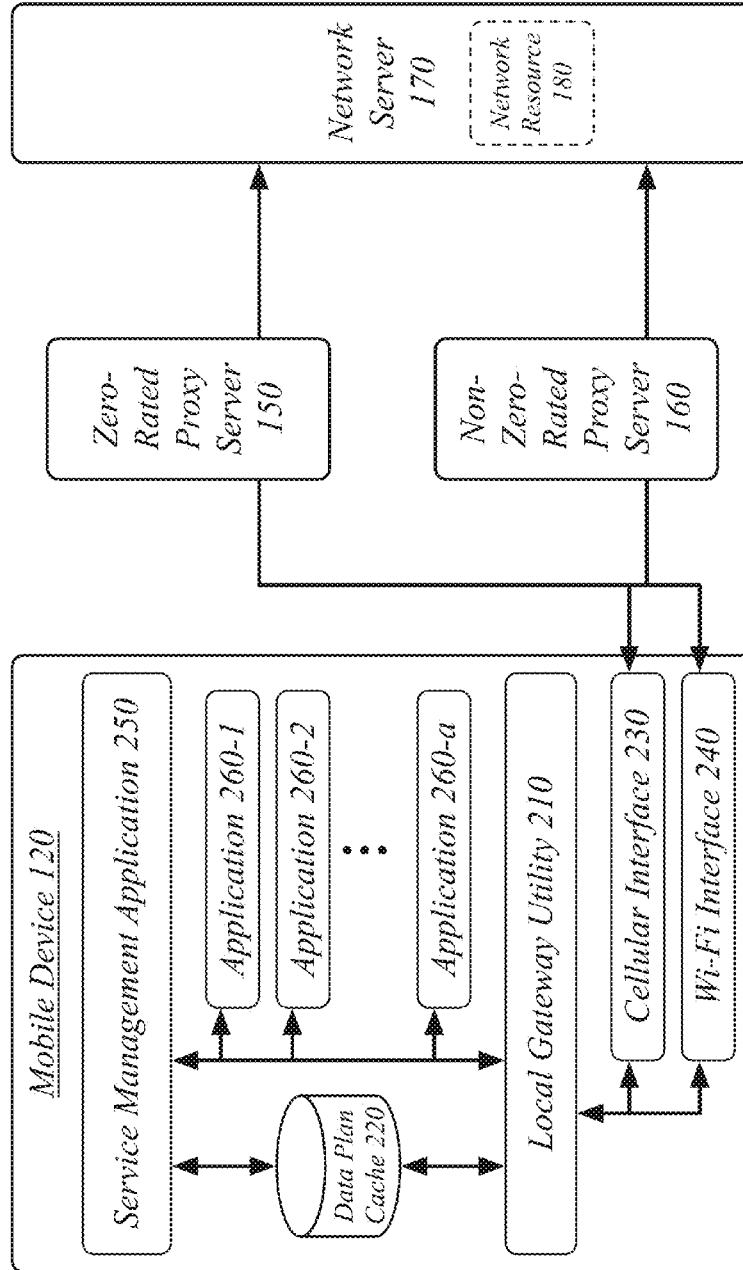 Mobile Device 120
Service Management Application 250
Application 260-1
Application 260-2
Application 260-a
Data Plan
Cache 220
Local Gateway Utility 210
Cellular Interface 230
Wi-Fi Interface 240
Zero-
Rated
Proxy
Server
150
Non-
Zero-
Rated
Proxy
Server
160
Network
Server
170
Network
Resource
180